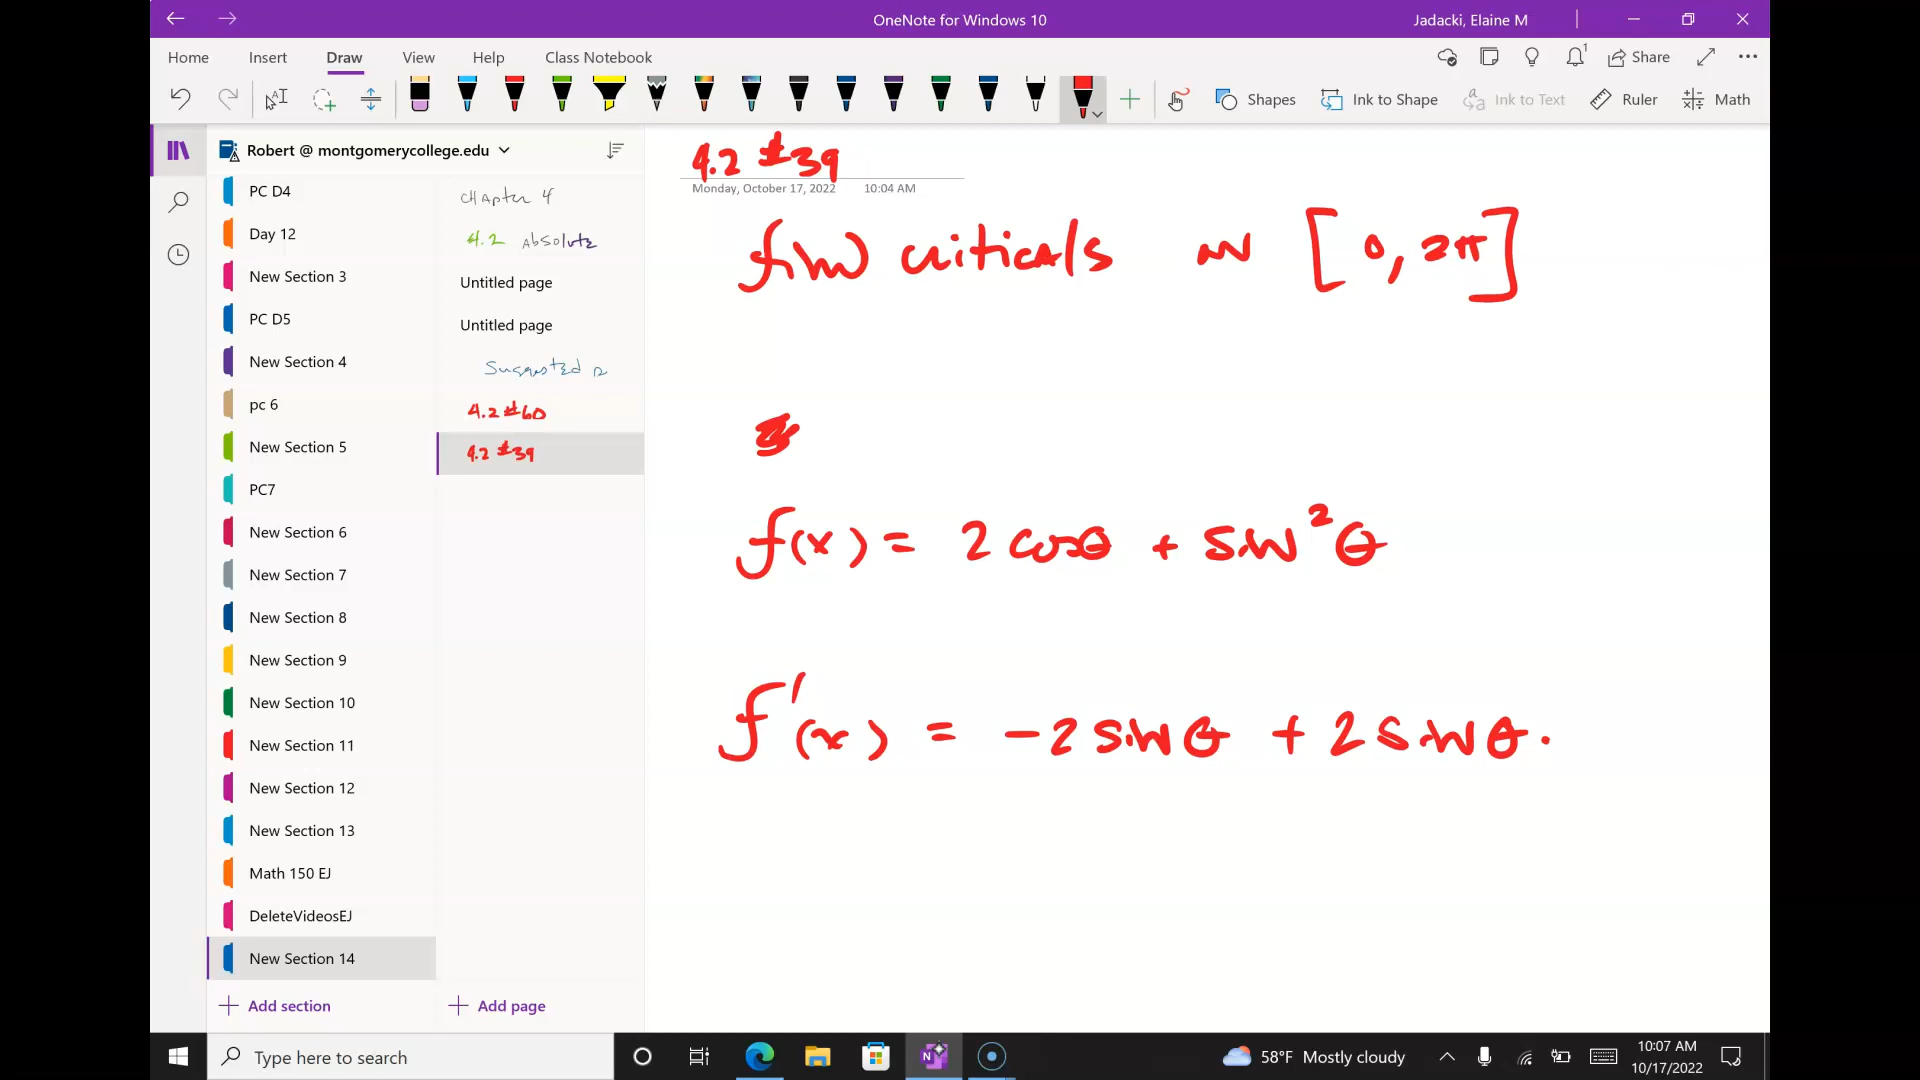 OneNote for Windows 10
Jadacki, Elaine M
Home Insert Draw View Help Class Notebook
1
Share
Shapes Ink to Shape Ink to Text Ruler Math
Robert @ montgomerycollege.edu
PC D4
Day 12
New Section 3
PC D5
New Section 4
pc 6
New Section 5
PC7
New Section 6
New Section 7
New Section 8
New Section 9
New Section 10
New Section 11
New Section 12
New Section 13
Math 150 EJ
DeleteVideosEJ
New Section 14
Add section
CHApter 4
4.2 Absolute
Untitled page
Untitled page
Suggested
4.2 #60
4.2 #39
Add page
4.2 #39
Monday, October 17, 2022 10:04 AM
find criticals on [0, 2π]
f(x) = 2 cosθ + sin²θ
f'(x) = -2 sinθ + 2 sinθ ·
Type here to search
58°F Mostly cloudy
10:07 AM
10/17/2022